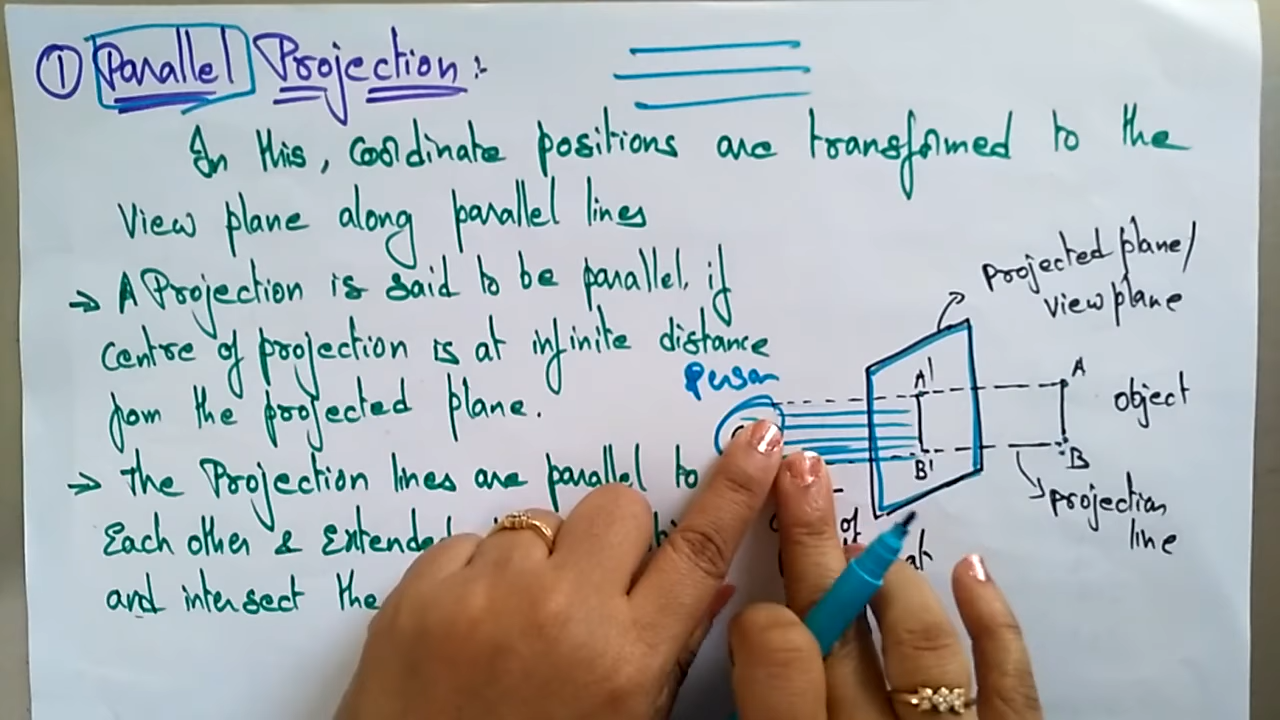 ① Parallel Projection :-
In this, coordinate positions are transformed to the
view plane along parallel lines
→ A Projection is said to be parallel, if
centre of projection is at infinite distance
from the projected plane.
→ The Projection lines are parallel to
Each other & Extended
and intersect the
projected plane/
view plane
person
A'
A
object
B'
B
projection
line
of
at